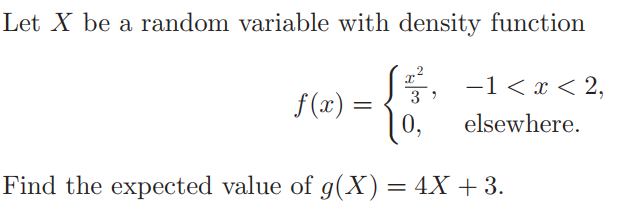 Let X be a random variable with density function
f(x) = { x²/3, −1 < x < 2,
0, elsewhere.
Find the expected value of g(X) = 4X + 3.